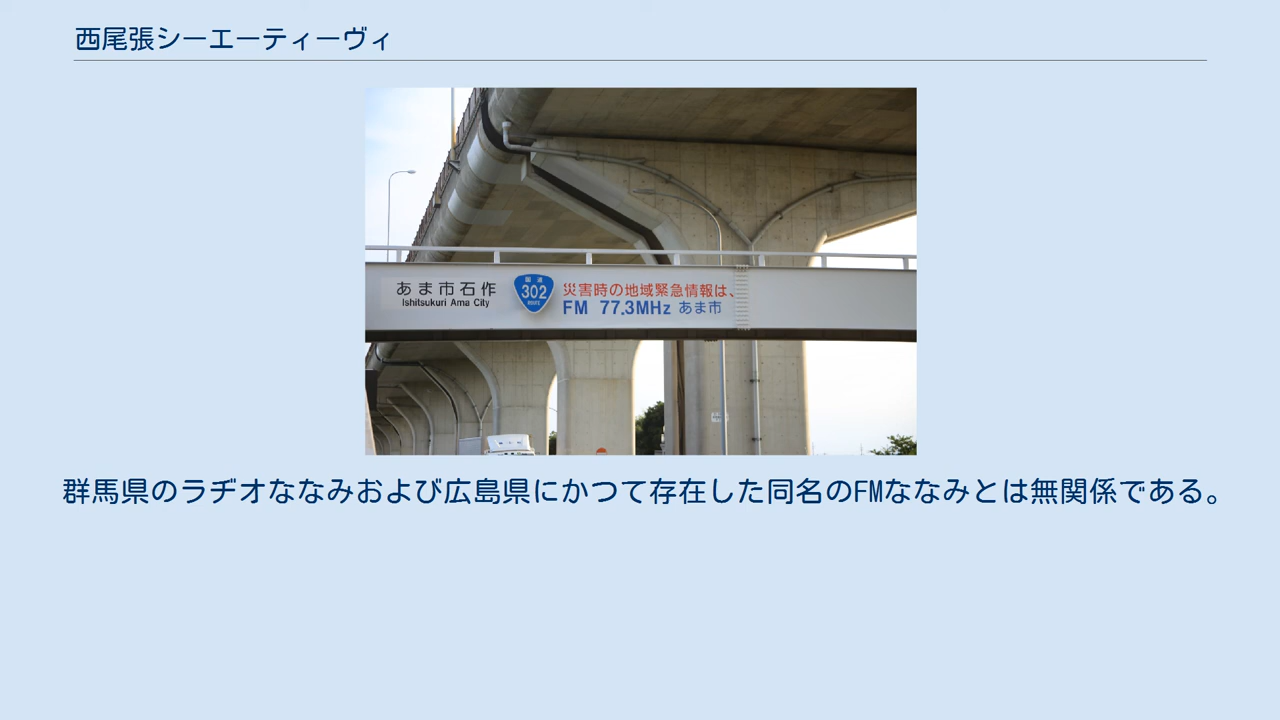 西尾張シーエーティーヴィ
あま市石作
Ishitsukuri Ama City
国道
302
ROUTE
災害時の地域緊急情報は、
FM 77.3MHz あま市
群馬県のラヂオななみおよび広島県にかつて存在した同名のFMななみとは無関係である。